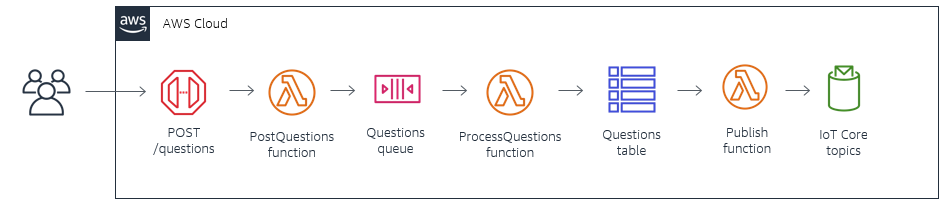 aws
AWS Cloud
POST
/questions
PostQuestions
function
Questions
queue
ProcessQuestions
function
Questions
table
Publish
function
IoT Core
topics